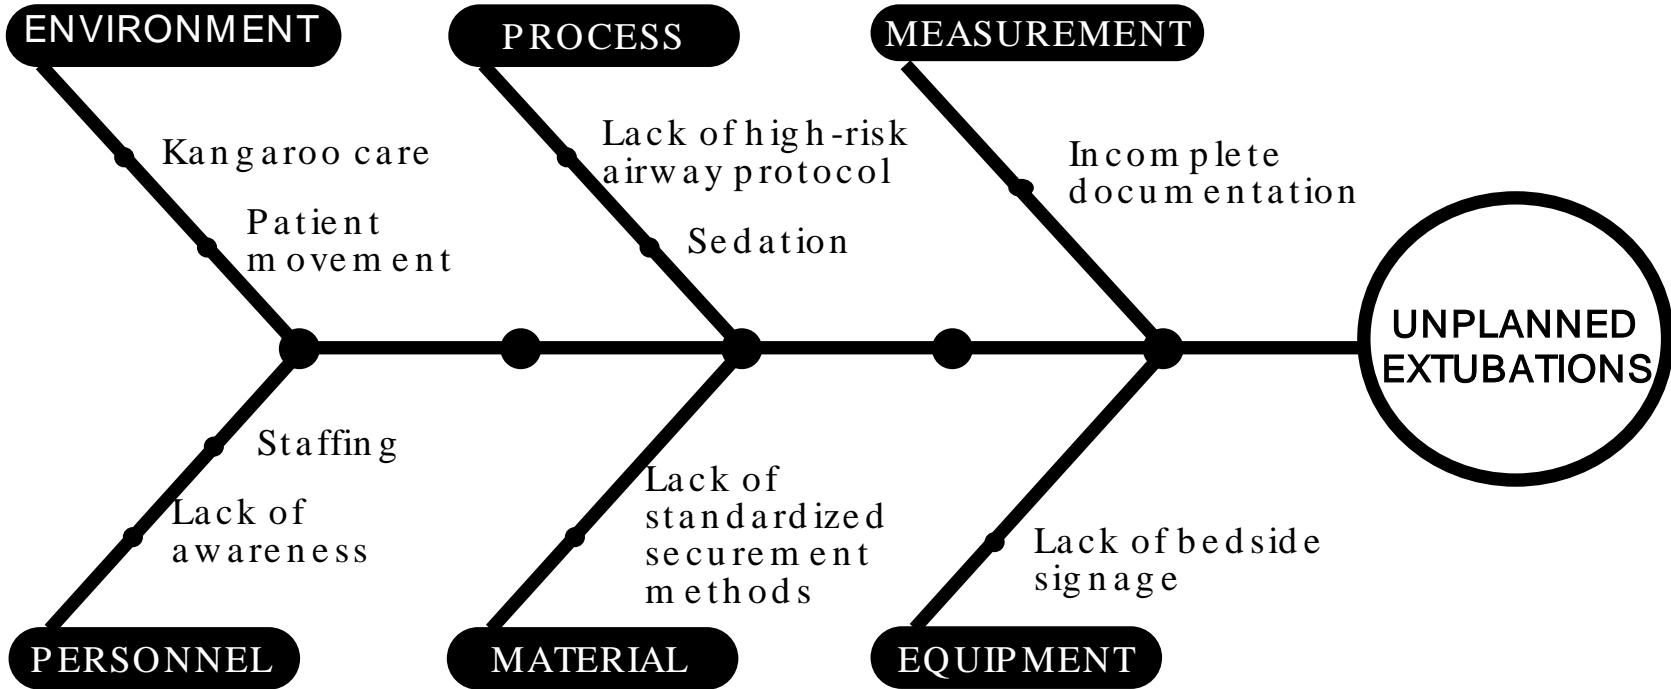 ENVIRONMENT
PROCESS
MEASUREMENT
Kangaroo care
Patient
movement
Lack of high-risk
airway protocol
Sedation
Incomplete
documentation
UNPLANNED
EXTUBATIONS
Staffing
Lack of
awareness
Lack of
standardized
securement
methods
Lack of bedside
signage
PERSONNEL
MATERIAL
EQUIPMENT